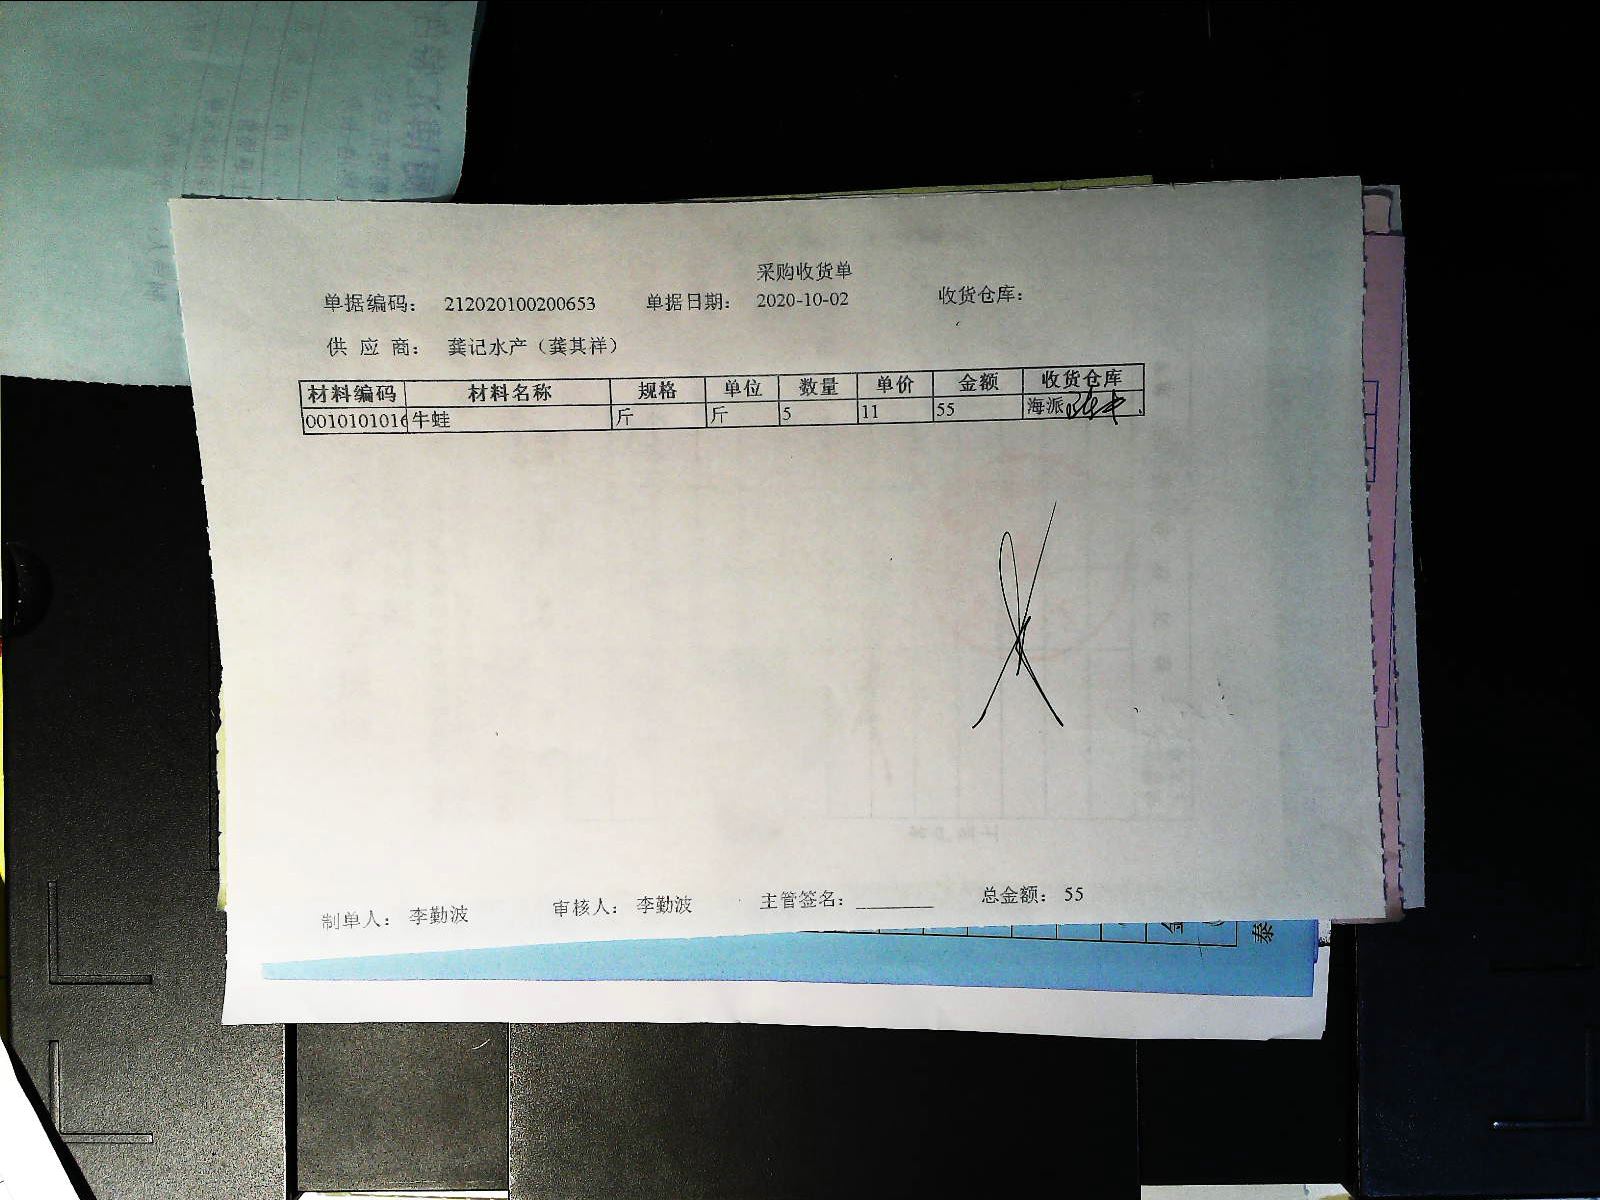 采购收货单
单据编码： 212020100200653 单据日期： 2020-10-02 收货仓库：
供 应 商： 龚记水产（龚其祥）
材料编码 材料名称 规格 单位 数量 单价 金额 收货仓库
0010101016 牛蛙 斤 斤 5 11 55 海派
制单人： 李勤波 审核人： 李勤波 主管签名：________ 总金额： 55
泰